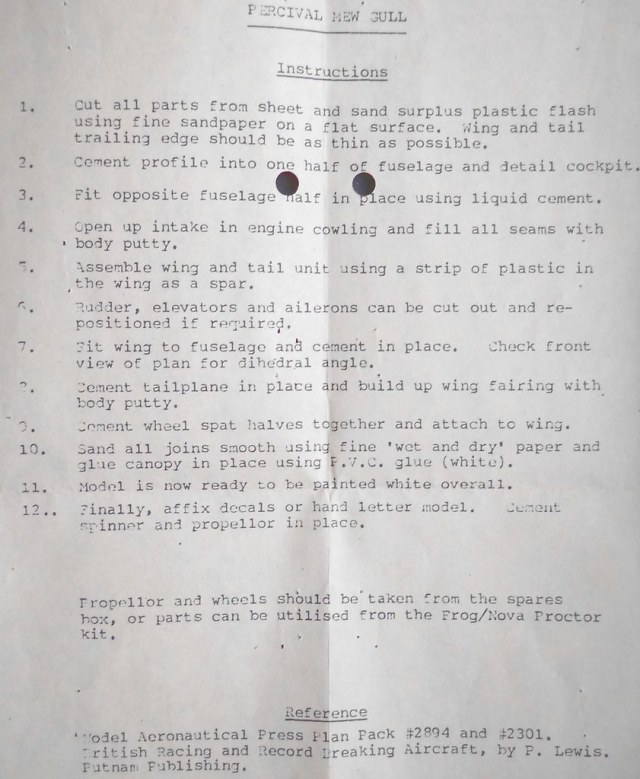 PERCIVAL MEW GULL
Instructions
1. Cut all parts from sheet and sand surplus plastic flash
using fine sandpaper on a flat surface. Wing and tail
trailing edge should be as thin as possible.
2. Cement profile into one half of fuselage and detail cockpit.
3. Fit opposite fuselage half in place using liquid cement.
4. Open up intake in engine cowling and fill all seams with
body putty.
5. Assemble wing and tail unit using a strip of plastic in
the wing as a spar.
6. Rudder, elevators and ailerons can be cut out and re-
positioned if required.
7. Fit wing to fuselage and cement in place. Check front
view of plan for dihedral angle.
8. Cement tailplane in place and build up wing fairing with
body putty.
9. Cement wheel spat halves together and attach to wing.
10. Sand all joins smooth using fine 'wet and dry' paper and
glue canopy in place using P.V.C. glue (white).
11. Model is now ready to be painted white overall.
12.. Finally, affix decals or hand letter model. Cement
spinner and propellor in place.
Propellor and wheels should be taken from the spares
box, or parts can be utilised from the Frog/Nova Proctor
kit.
Reference
Model Aeronautical Press Plan Pack #2894 and #2301.
British Racing and Record Breaking Aircraft, by P. Lewis.
Putnam Publishing.